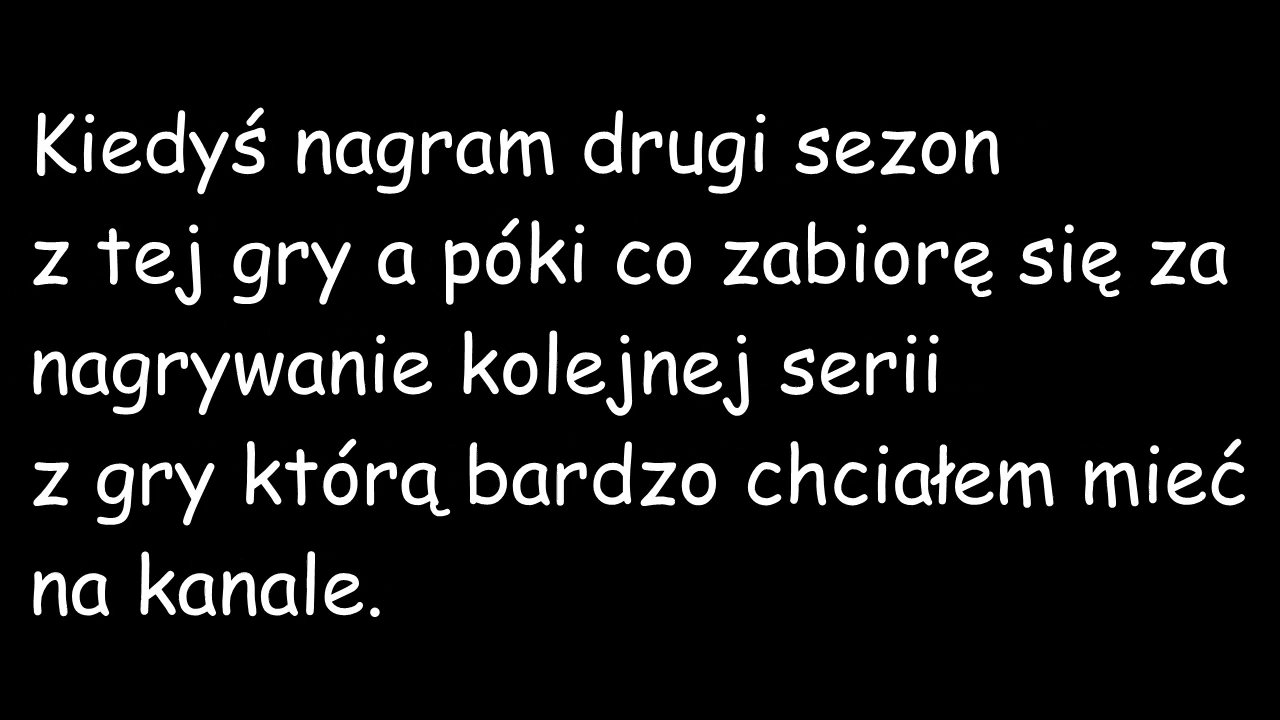 Kiedyś nagram drugi sezon
z tej gry a póki co zabiorę się za
nagrywanie kolejnej serii
z gry którą bardzo chciałem mieć
na kanale.